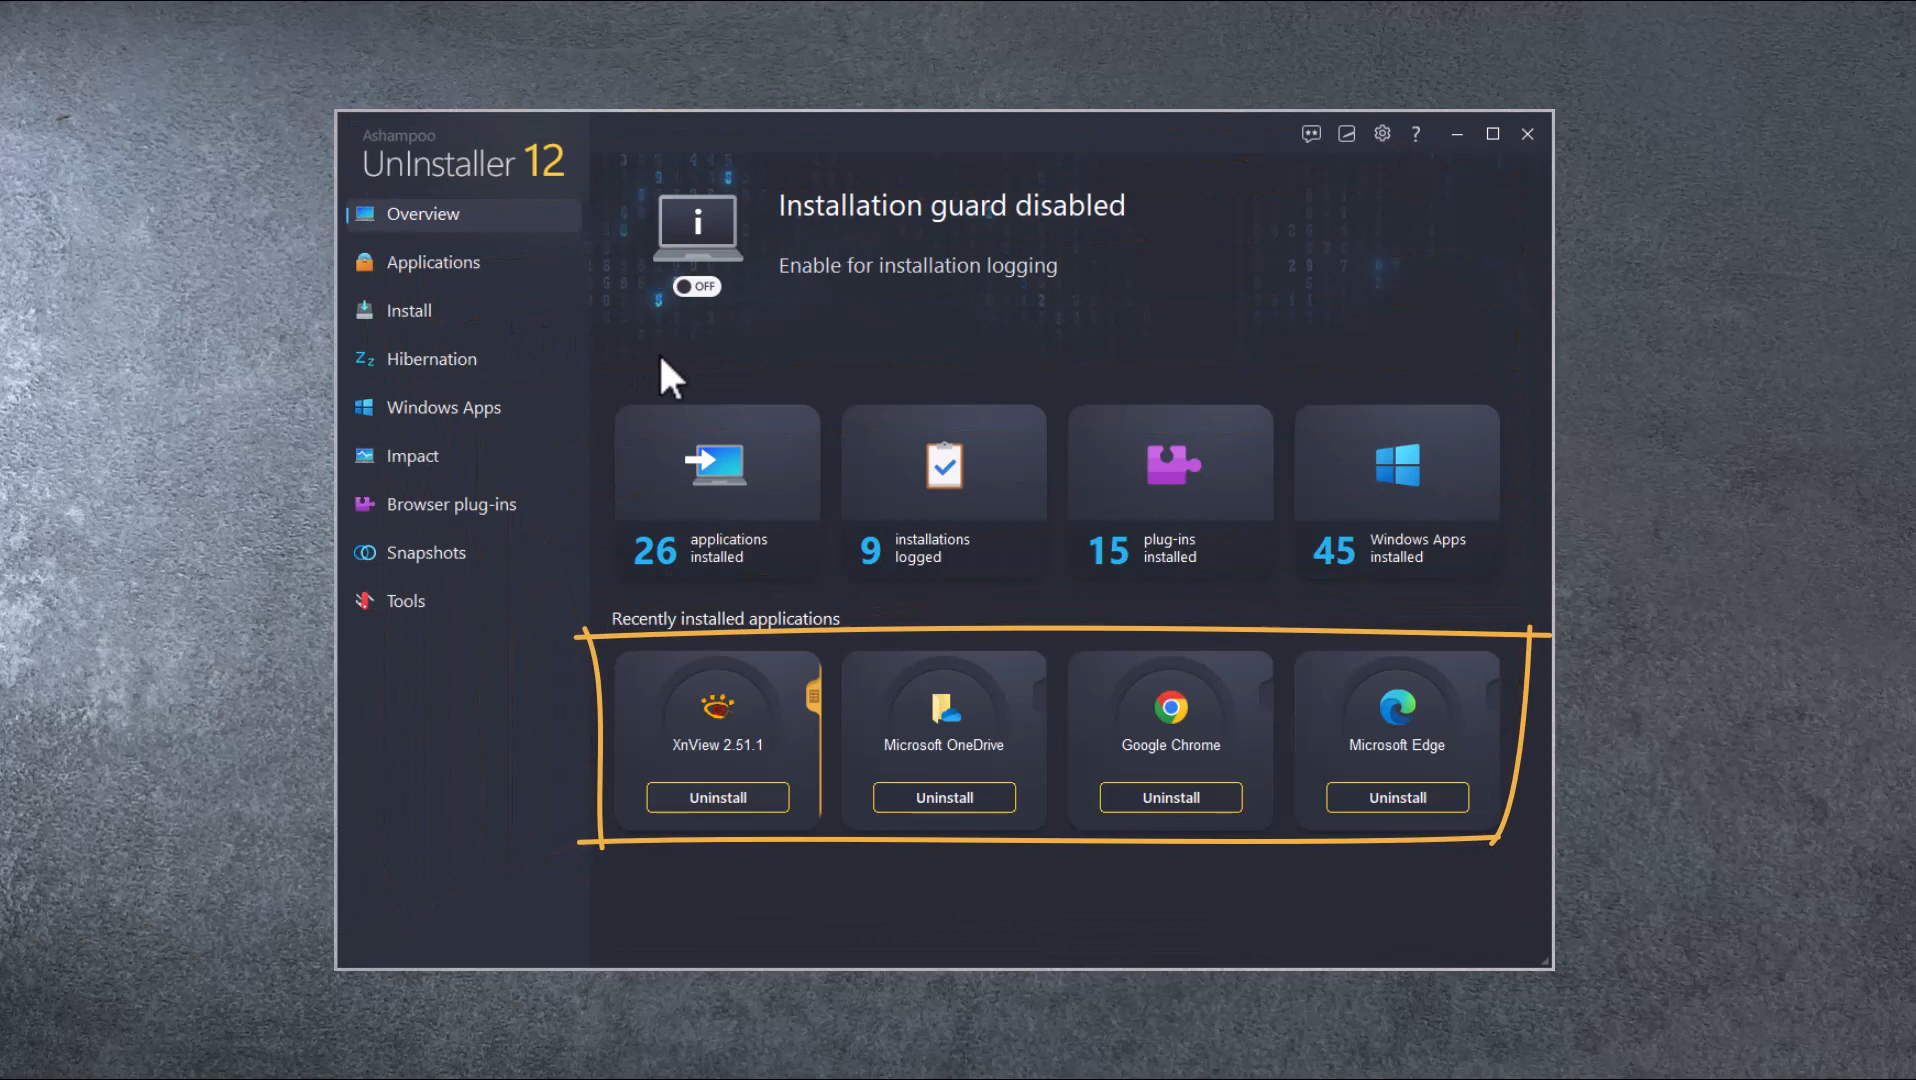 Ashampoo
UnInstaller 12
Overview
Applications
Install
Hibernation
Windows Apps
Impact
Browser plug-ins
Snapshots
Tools
?
i
OFF
Installation guard disabled
Enable for installation logging
26 applications
installed
9 installations
logged
15 plug-ins
installed
45 Windows Apps
installed
Recently installed applications
XnView 2.51.1
Uninstall
Microsoft OneDrive
Uninstall
Google Chrome
Uninstall
Microsoft Edge
Uninstall